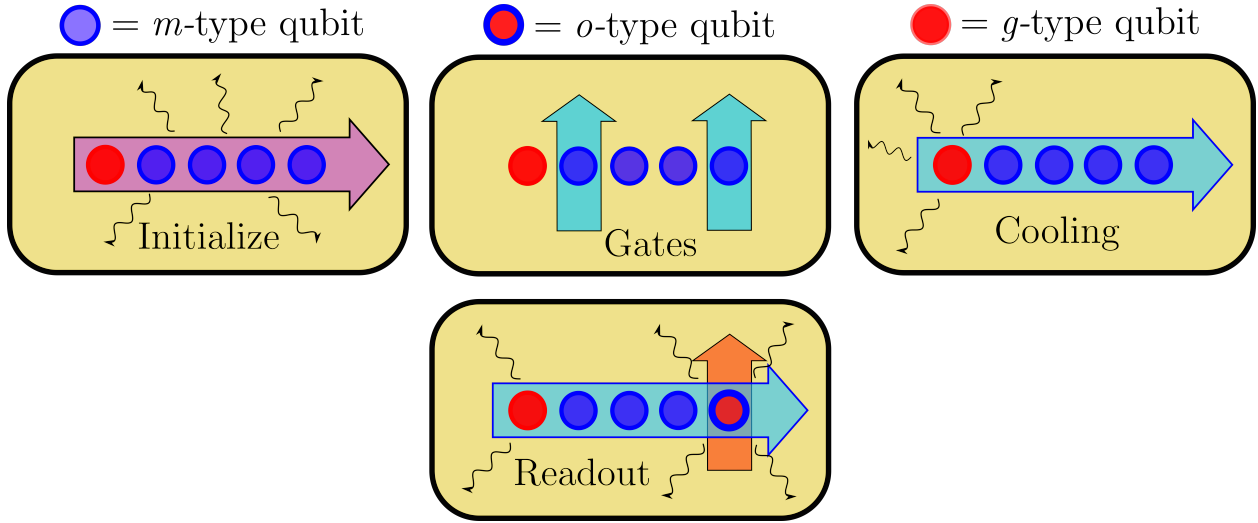 = m-type qubit
= o-type qubit
= g-type qubit
Initialize
Gates
Cooling
Readout